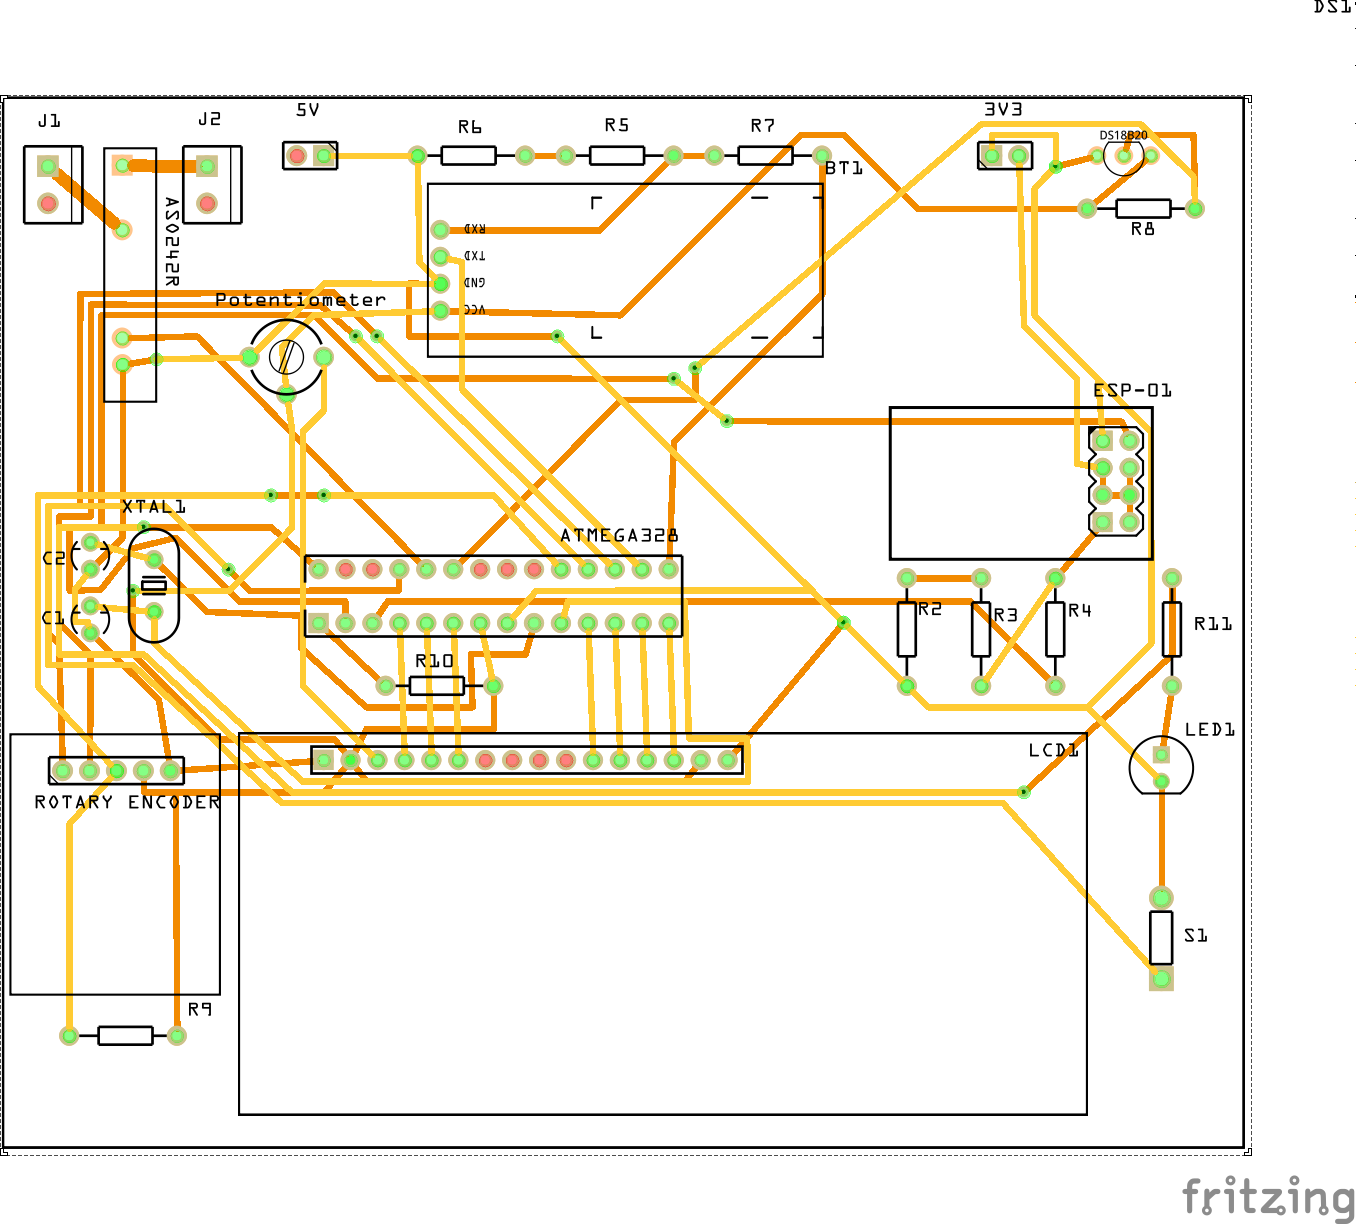 DS1
5V
3V3
J1
J2
R6
R5
R7
DS18B20
BT1
AS0545R
RXD
TXD
GND
VCC
R8
Potentiometer
ESP-01
XTAL1
ATMEGA328
C2
C1
R2
R3
R4
R11
R10
LED1
LCD1
ROTARY ENCODER
S1
R9
fritzing